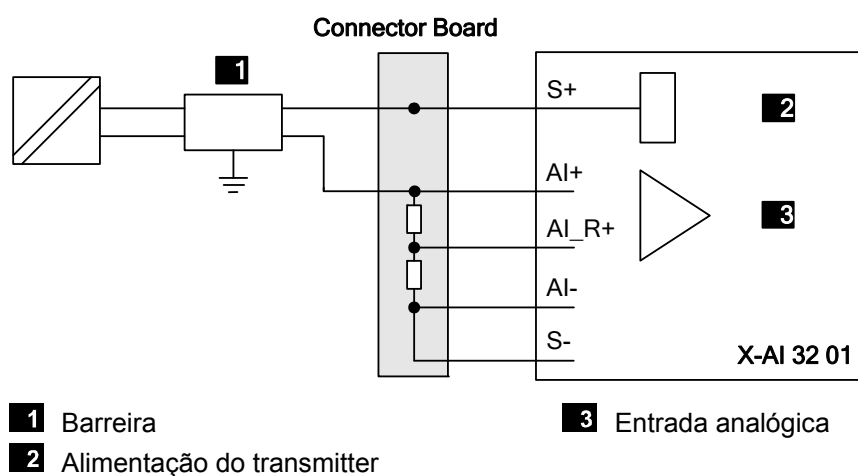 Connector Board
1
S+
2
AI+
3
AI_R+
AI-
S-
X-AI 32 01
1 Barreira
3 Entrada analógica
2 Alimentação do transmitter